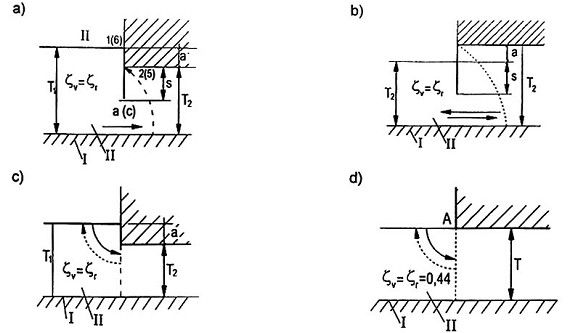 a)
II
1(6)
a
2(5)
T₁
ζᵥ=ζᵣ
s
T₂
a (c)
I
II
b)
a
s
T₂
ζᵥ=ζᵣ
T₂
I
II
c)
a
T₁
ζᵥ=ζᵣ
T₂
I
II
d)
A
ζᵥ=ζᵣ=0,44
T
I
II